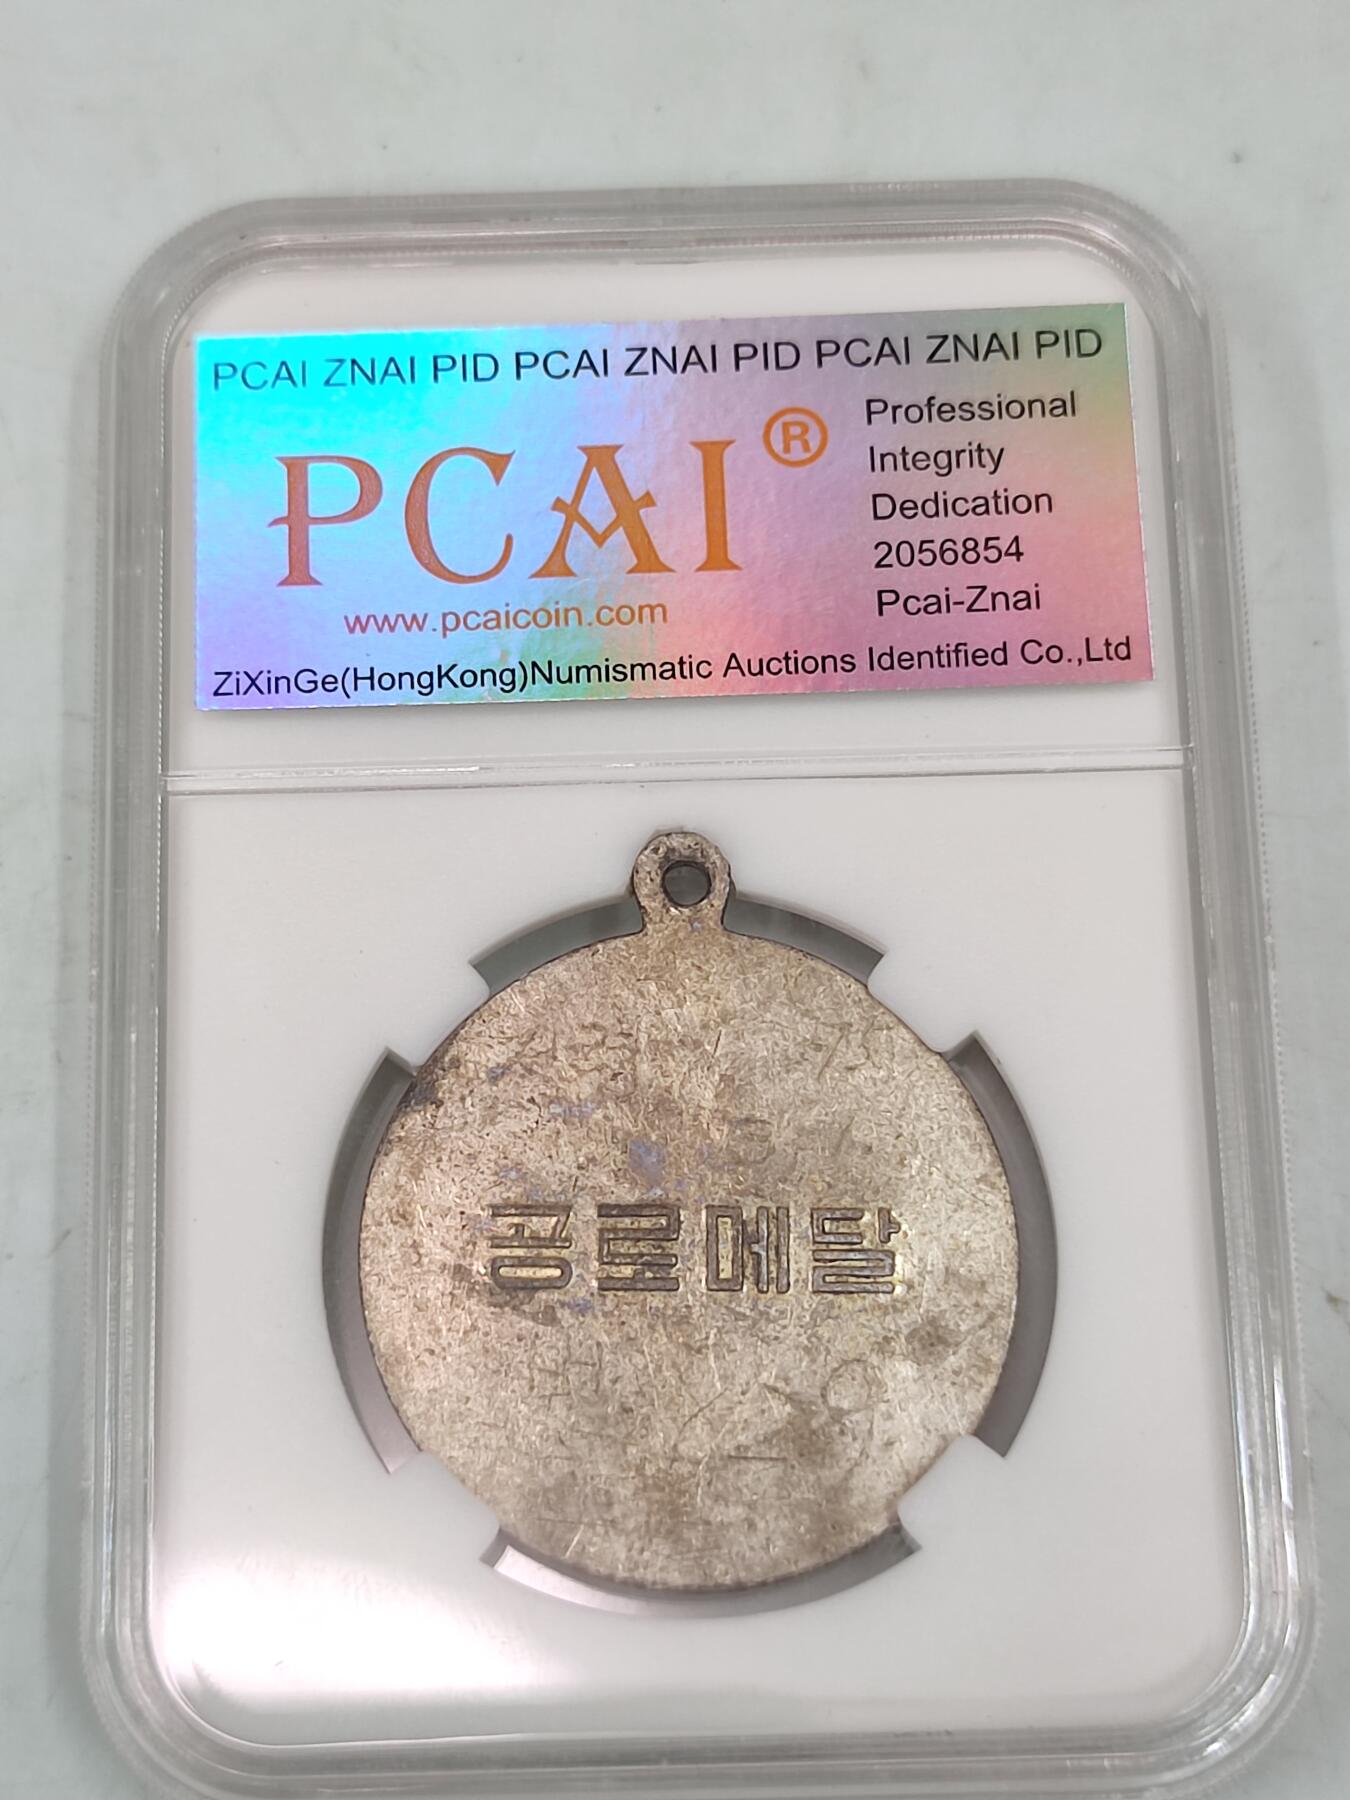 PCAI ZNAI PID PCAI ZNAI PID PCAI ZNAI PID
PCAI®
www.pcaicoin.com
Professional
Integrity
Dedication
2056854
Pcai-Znai
ZiXinGe(HongKong)Numismatic Auctions Identified Co.,Ltd
공로메달